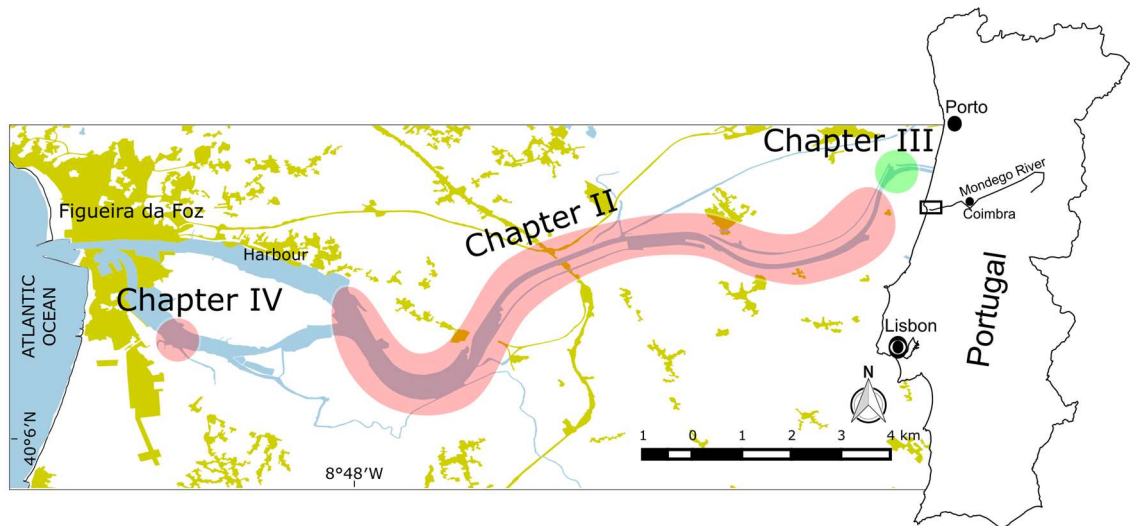 Porto
Chapter III
Mondego River
Coimbra
Chapter II
Figueira da Foz
Harbour
Chapter IV
ATLANTIC
OCEAN
Lisbon
Portugal
N
40°6'N
8°48'W
1 0 1 2 3 4 km